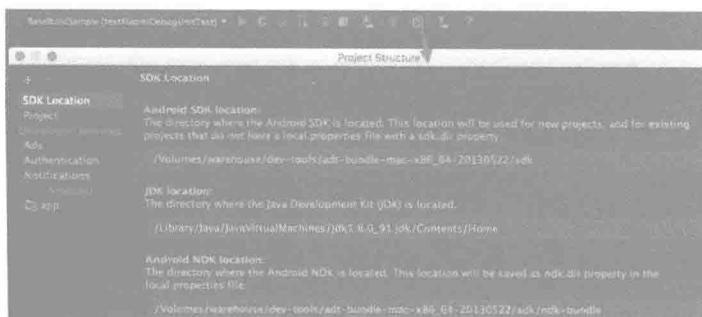 Project Structure
SDK Location
SDK Location
Project
Ads
Authentication
Notifications
app
Android SDK location:
The directory where the Android SDK is located. This location will be used for new projects, and for existing
projects that do not have a local.properties file with a sdk.dir property.
/Volumes/warehouse/dev-tools/adt-bundle-mac-x86_64-20130522/sdk
JDK location:
The directory where the Java Development Kit (JDK) is located.
/Library/Java/JavaVirtualMachines/jdk1.8.0_91.jdk/Contents/Home
Android NDK location:
The directory where the Android NDK is located. This location will be saved as ndk.dir property in the
local.properties file.
/Volumes/warehouse/dev-tools/adt-bundle-mac-x86_64-20130522/sdk/ndk-bundle